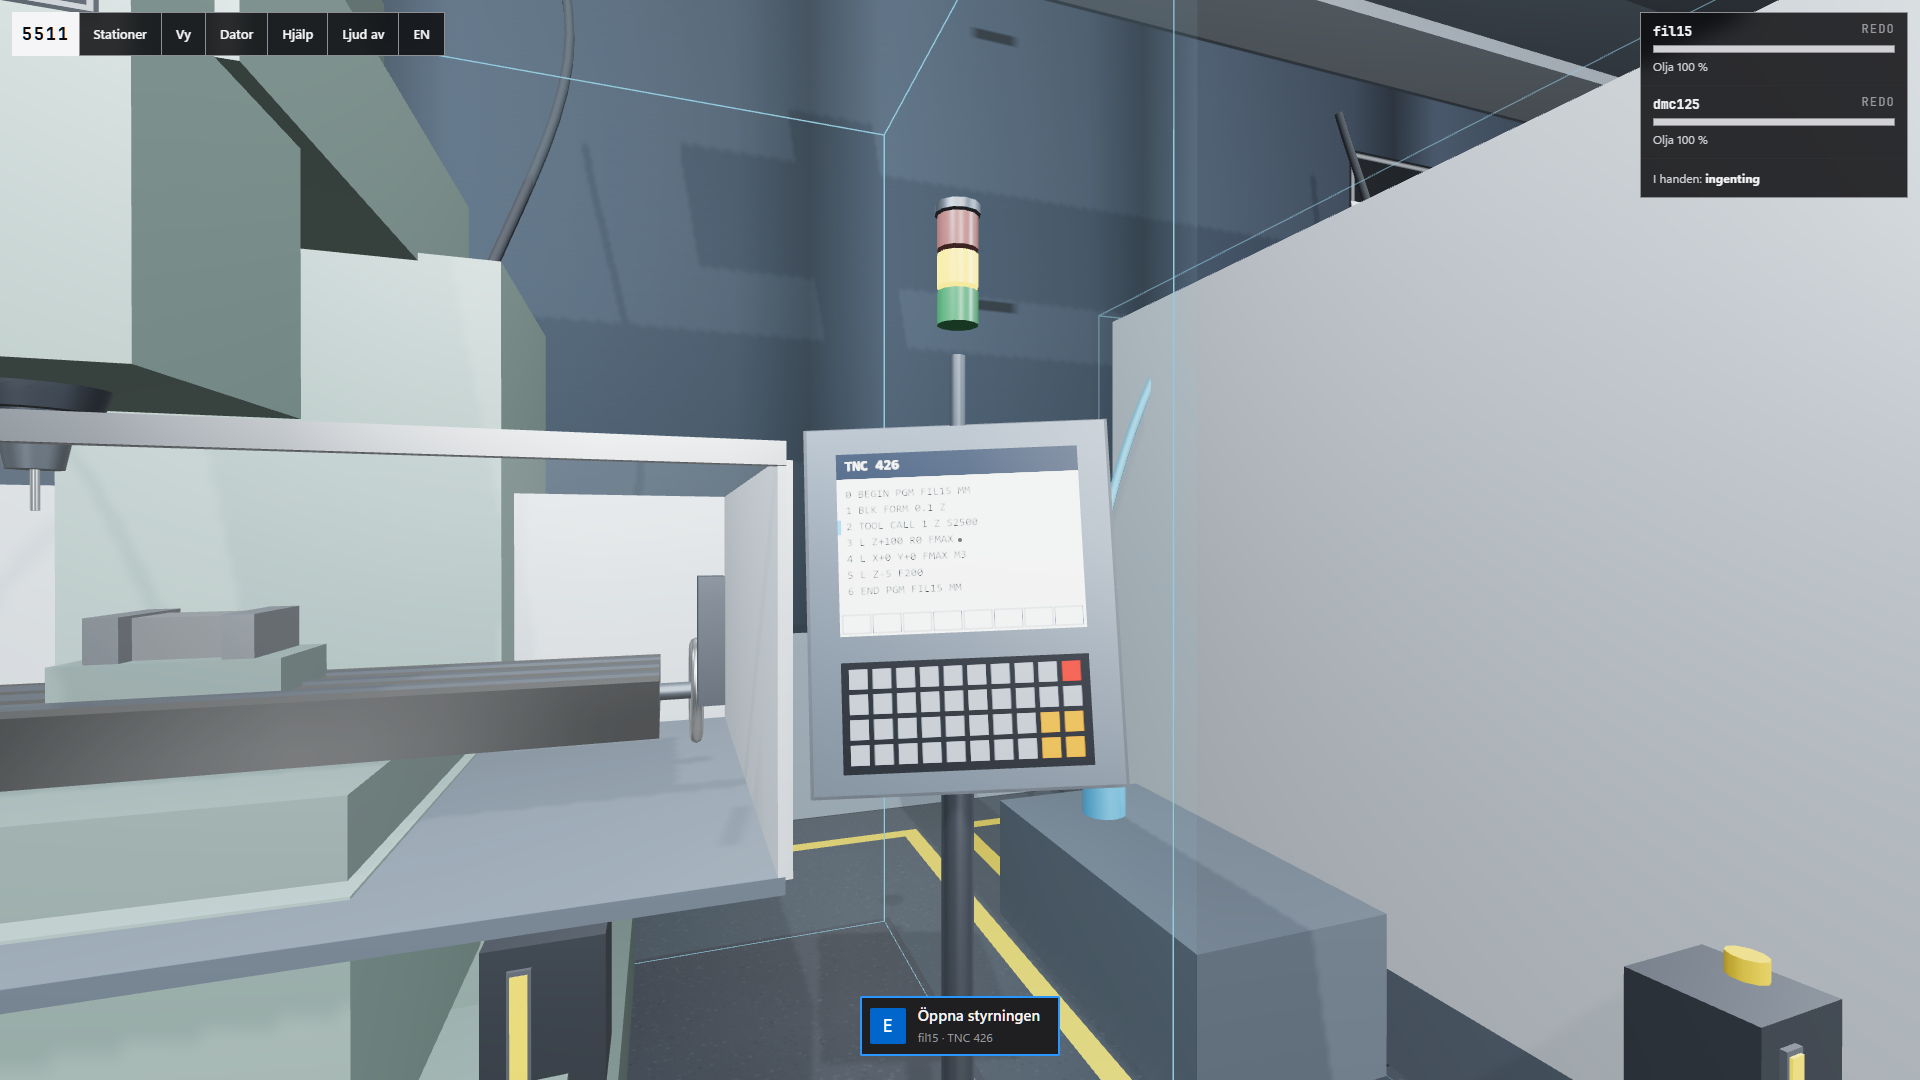 5511 Stationer Vy Dator Hjälp Ljud av EN
fil15 REDO
Olja 100 %
dmc125 REDO
Olja 100 %
I handen: ingenting
TNC 426
0 BEGIN PGM FIL15 MM
1 BLK FORM 0.1 Z
2 TOOL CALL 1 Z S2500
3 L Z+100 R0 FMAX
4 L X+0 Y+0 FMAX M3
5 L Z-5 F200
6 END PGM FIL15 MM
E Öppna styrningen
fil15 · TNC 426